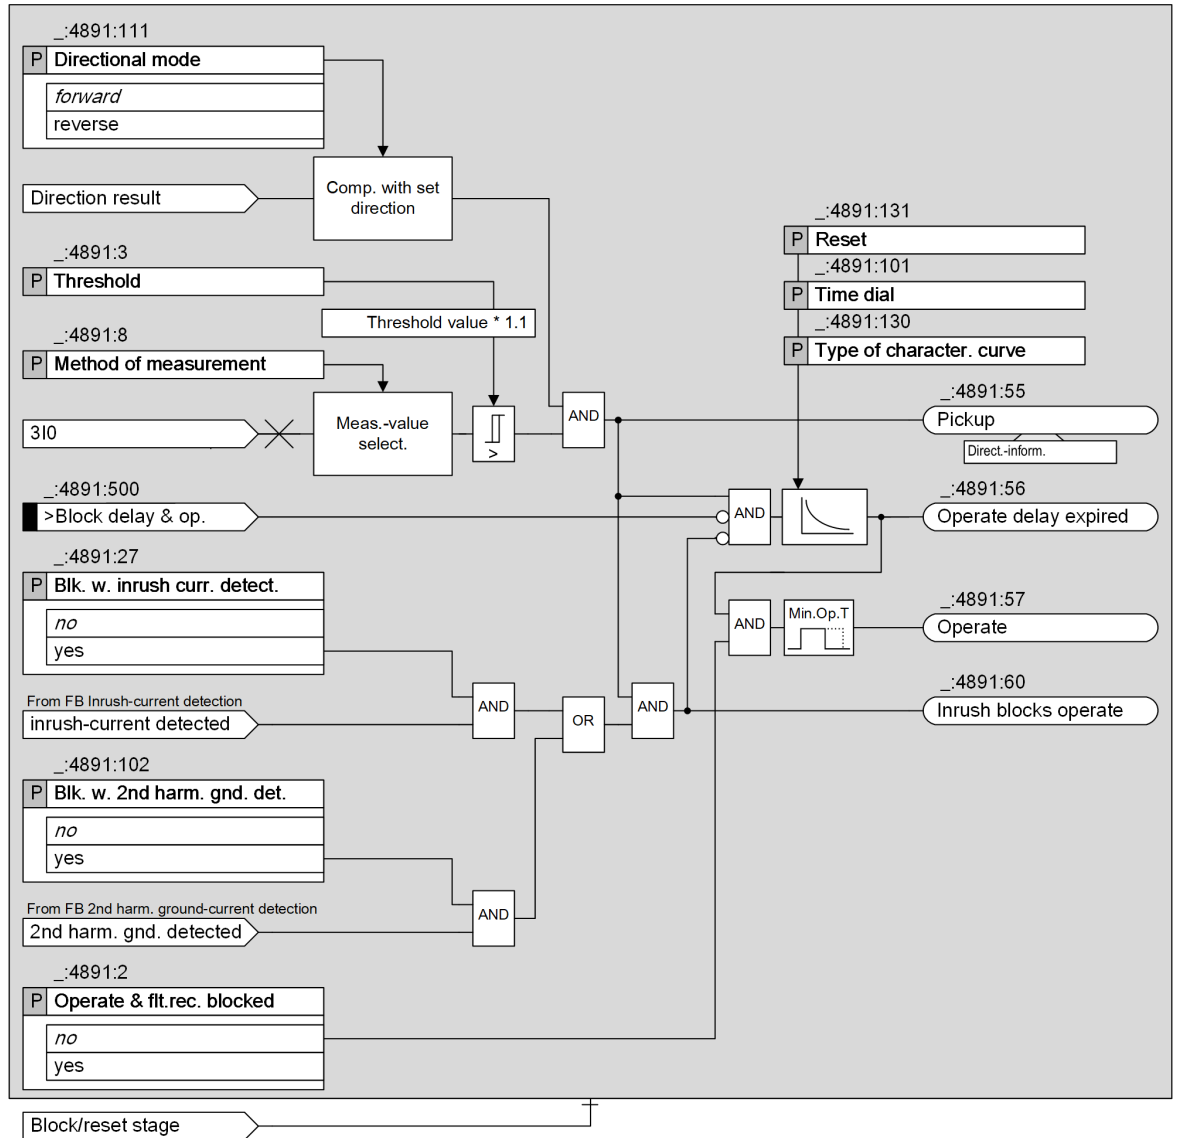 _:4891:111
P Directional mode
forward
reverse
Direction result
Comp. with set
direction
_:4891:3
P Threshold
Threshold value * 1.1
_:4891:8
P Method of measurement
3I0
Meas.-value
select.
>
AND
_:4891:131
P Reset
_:4891:101
P Time dial
_:4891:130
P Type of character. curve
_:4891:55
Pickup
Direct.-inform.
_:4891:500
>Block delay & op.
AND
_:4891:56
Operate delay expired
_:4891:27
P Blk. w. inrush curr. detect.
no
yes
AND
Min.Op.T
_:4891:57
Operate
From FB Inrush-current detection
inrush-current detected
AND
OR
AND
_:4891:60
Inrush blocks operate
_:4891:102
P Blk. w. 2nd harm. gnd. det.
no
yes
From FB 2nd harm. ground-current detection
2nd harm. gnd. detected
AND
_:4891:2
P Operate & flt.rec. blocked
no
yes
Block/reset stage